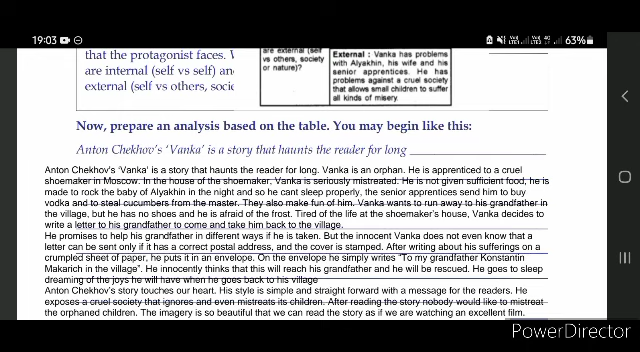 19:03
63%
that the protagonist faces.
are internal (self vs self) an
external (self vs others, socie
are external (self
vs others, society
or nature)?
External : Vanka has problems
with Alyakhin, his wife and his
senior apprentices. He has
problems against a cruel society
that allows small children to suffer
all kinds of misery.
Now, prepare an analysis based on the table. You may begin like this:
Anton Chekhov's 'Vanka' is a story that haunts the reader for long
Anton Chekhov's 'Vanka' is a story that haunts the reader for long. Vanka is an orphan. He is apprenticed to a cruel
shoemaker in Moscow. In the house of the shoemaker, Vanka is seriously mistreated. He is not given sufficient food, he is
made to rock the baby of Alyakhin in the night and so he cant sleep properly, the senior apprentices send him to buy
vodka and to steal cucumbers from the master. They also make fun of him. Vanka wants to run away to his grandfather in
the village, but he has no shoes and he is afraid of the frost. Tired of the life at the shoemaker's house, Vanka decides to
write a letter to his grandfather to come and take him back to the village.
He promises to help his grandfather in different ways if he is taken. But the innocent Vanka does not even know that a
letter can be sent only if it has a correct postal address, and the cover is stamped. After writing about his sufferings on a
crumpled sheet of paper, he puts it in an envelope. On the envelope he simply writes "To my grandfather Konstantin
Makarich in the village". He innocently thinks that this will reach his grandfather and he will be rescued. He goes to sleep
dreaming of the joys he will have when he goes back to his village
Anton Chekhov's story touches our heart. His style is simple and straight forward with a message for the readers. He
exposes a cruel society that ignores and even mistreats its children. After reading the story nobody would like to mistreat
the orphaned children. The imagery is so beautiful that we can read the story as if we are watching an excellent film.
PowerDirector